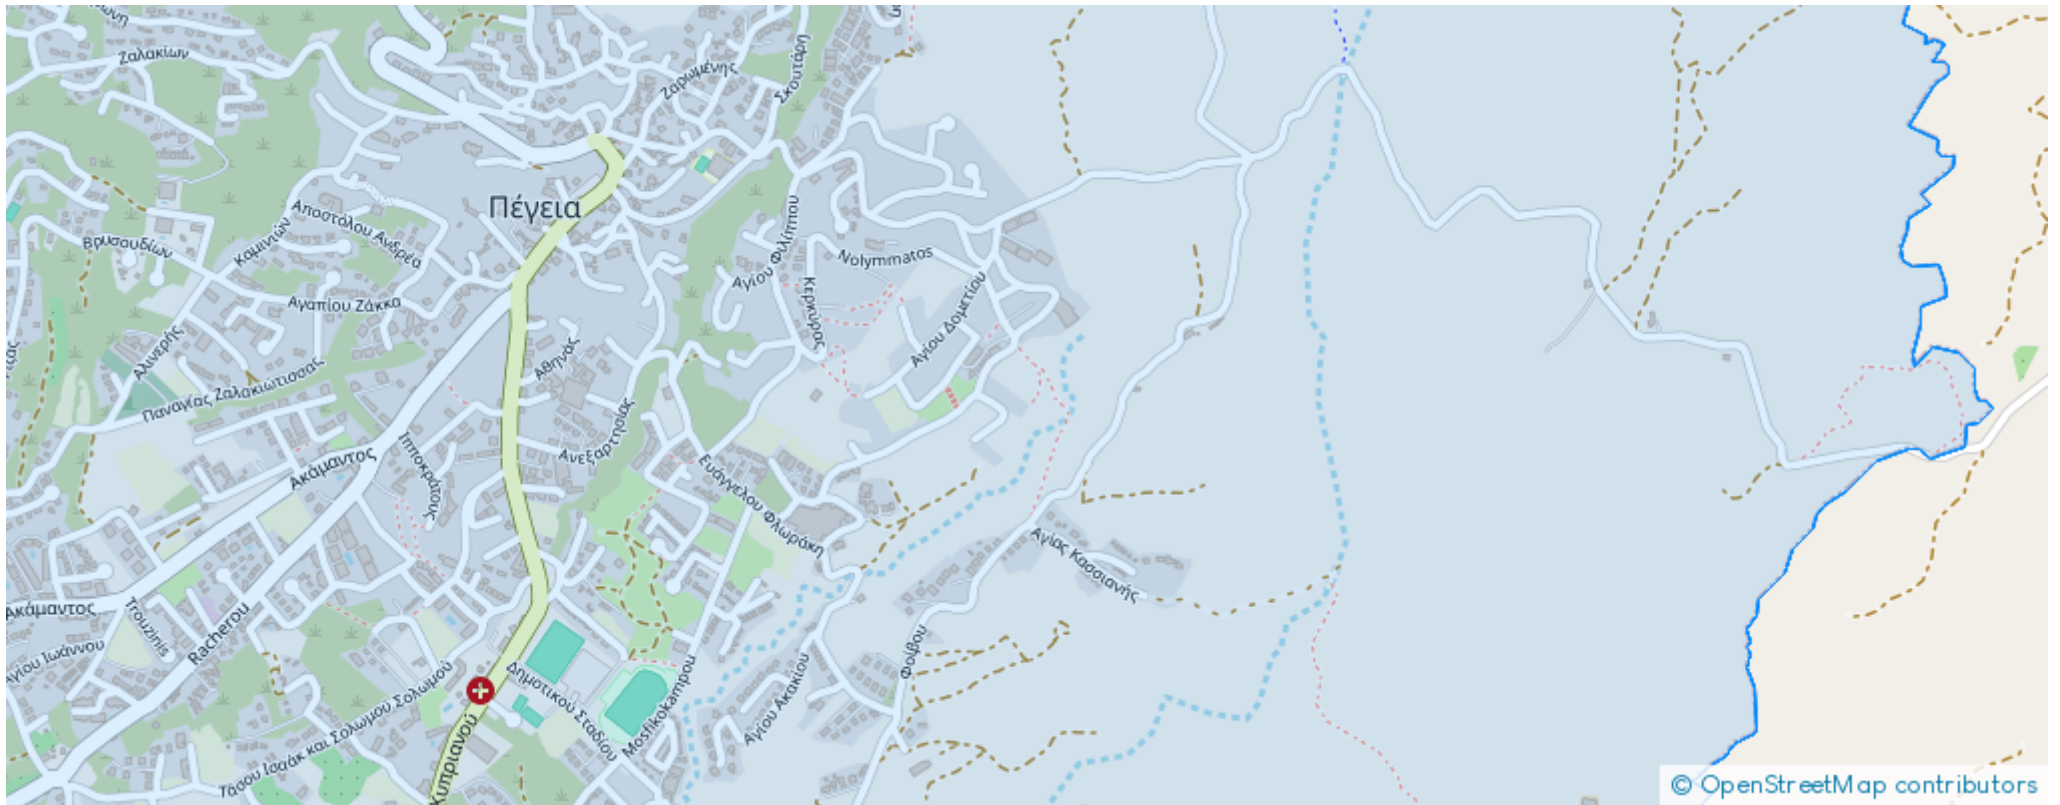 Ζαλακίων
Ζαρωμένης
Σκουτάρη
Πέγεια
Αποστόλου Ανδρέα
Καμινιών
Βρυσουδίων
Αγαπίου Ζάκκα
Αγίου Φιλίππου
Nolymmatos
Κερκύρας
Αγίου Δομετίου
Αλινερής
Αθηνάς
Παναγίας Ζαλακιωτισσας
Ανεξαρτησίας
Ακάμαντος
Ιπποκράτους
Ευάγγελου Φλωράκη
Αγίας Κασσιανής
Ακάμαντος
Trouzinis
Racherou
Αγίου Ιωάννου
Φοίβου
Δημοτικού Σταδίου
Mosfikokampou
Αγίου Ακακίου
Τάσου Ισαάκ και Σολωμού Σολωμού
Κυπριανού
© OpenStreetMap contributors